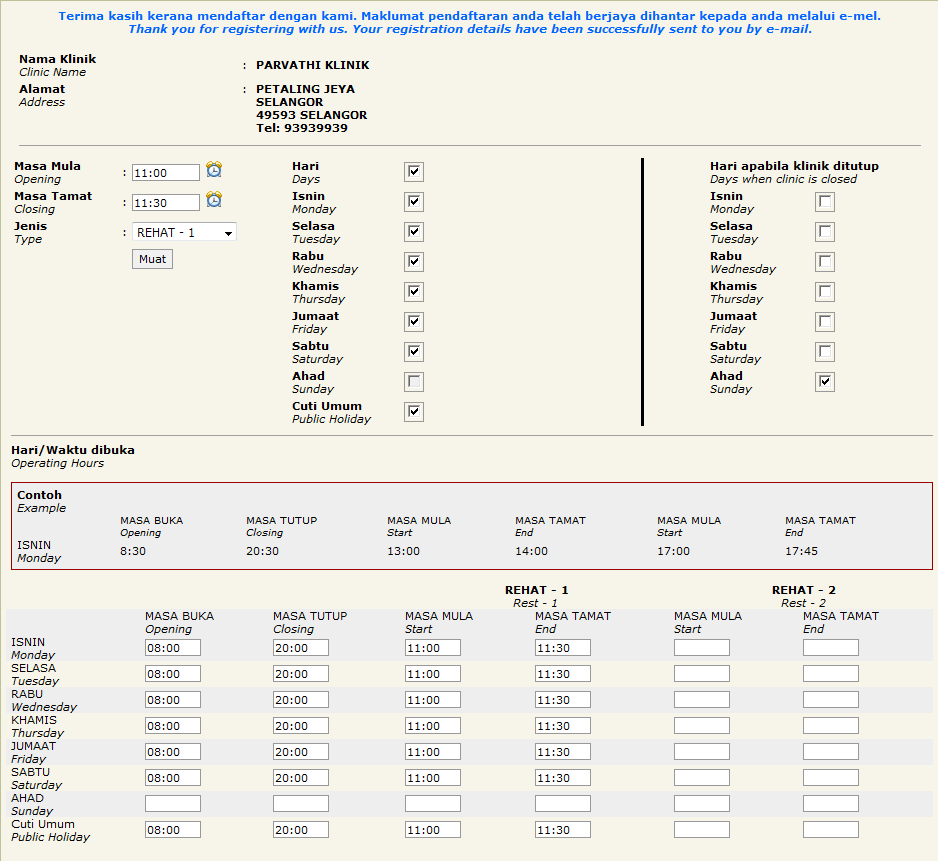 Terima kasih kerana mendaftar dengan kami. Maklumat pendaftaran anda telah berjaya dihantar kepada anda melalui e-mel.
Thank you for registering with us. Your registration details have been successfully sent to you by e-mail.
Nama Klinik
Clinic Name
: PARVATHI KLINIK
Alamat
Address
: PETALING JEYA
SELANGOR
49593 SELANGOR
Tel: 93939939
Masa Mula
Opening
: 11:00
Masa Tamat
Closing
: 11:30
Jenis
Type
: REHAT - 1
Muat
Hari
Days
Isnin
Monday
Selasa
Tuesday
Rabu
Wednesday
Khamis
Thursday
Jumaat
Friday
Sabtu
Saturday
Ahad
Sunday
Cuti Umum
Public Holiday
Hari apabila klinik ditutup
Days when clinic is closed
Isnin
Monday
Selasa
Tuesday
Rabu
Wednesday
Khamis
Thursday
Jumaat
Friday
Sabtu
Saturday
Ahad
Sunday
Hari/Waktu dibuka
Operating Hours
Contoh
Example
MASA BUKA MASA TUTUP MASA MULA MASA TAMAT MASA MULA MASA TAMAT
Opening Closing Start End Start End
ISNIN
Monday
8:30 20:30 13:00 14:00 17:00 17:45
REHAT - 1 REHAT - 2
Rest - 1 Rest - 2
MASA BUKA MASA TUTUP MASA MULA MASA TAMAT MASA MULA MASA TAMAT
Opening Closing Start End Start End
ISNIN
Monday
08:00 20:00 11:00 11:30
SELASA
Tuesday
08:00 20:00 11:00 11:30
RABU
Wednesday
08:00 20:00 11:00 11:30
KHAMIS
Thursday
08:00 20:00 11:00 11:30
JUMAAT
Friday
08:00 20:00 11:00 11:30
SABTU
Saturday
08:00 20:00 11:00 11:30
AHAD
Sunday
Cuti Umum
Public Holiday
08:00 20:00 11:00 11:30